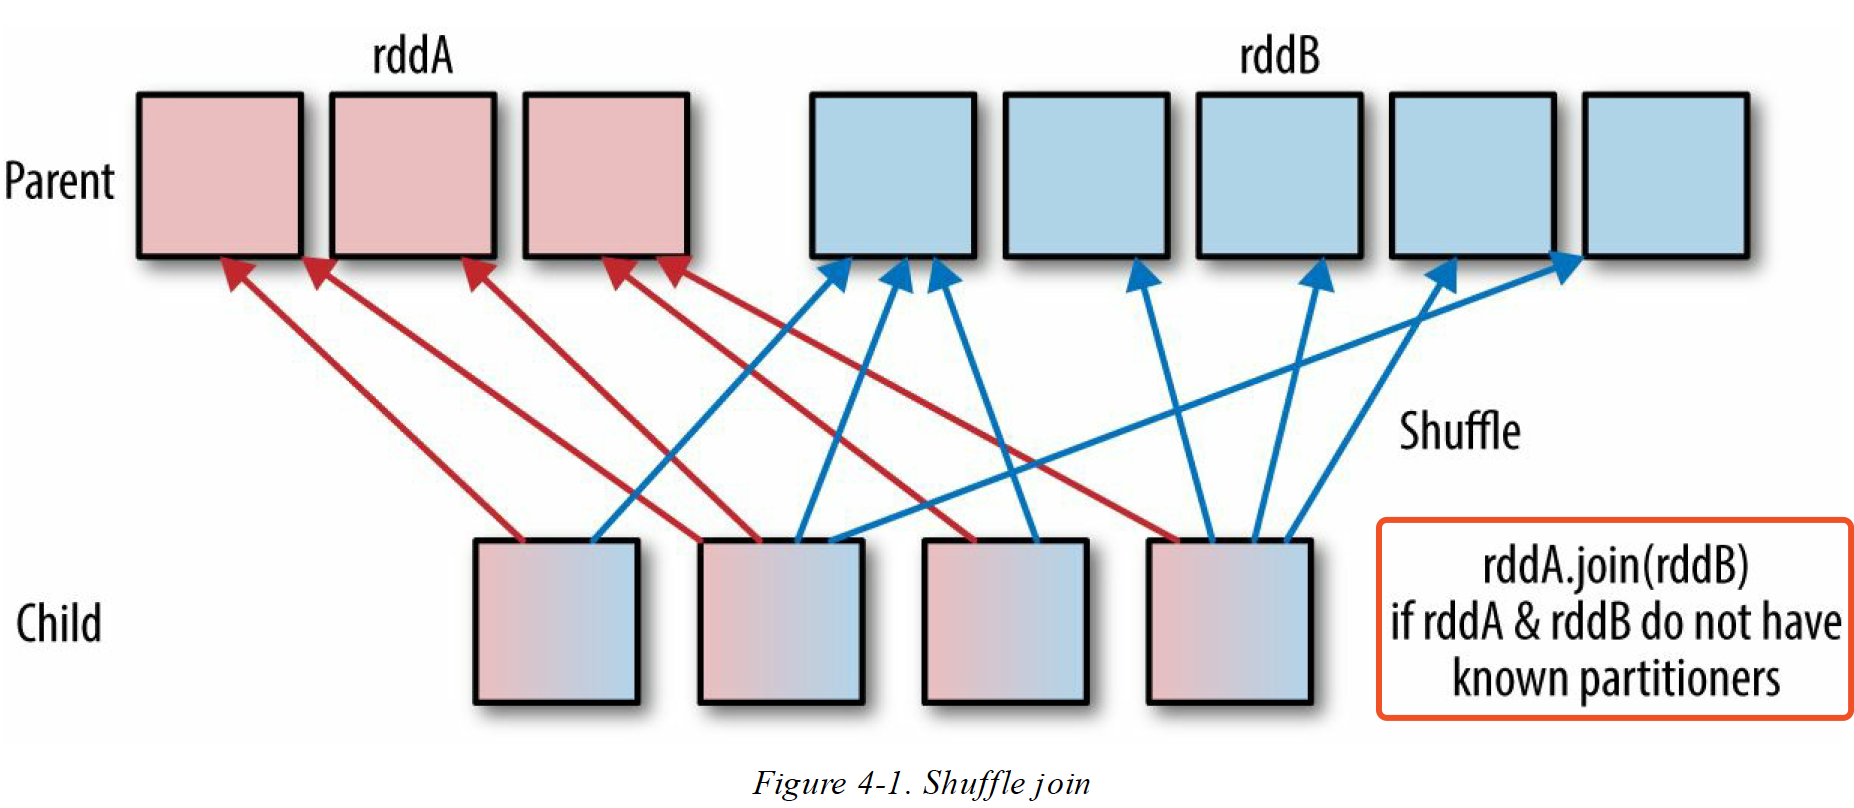 rddA
rddB
Parent
Shuffle
Child
rddA.join(rddB)
if rddA & rddB do not have
known partitioners
Figure 4-1. Shuffle join